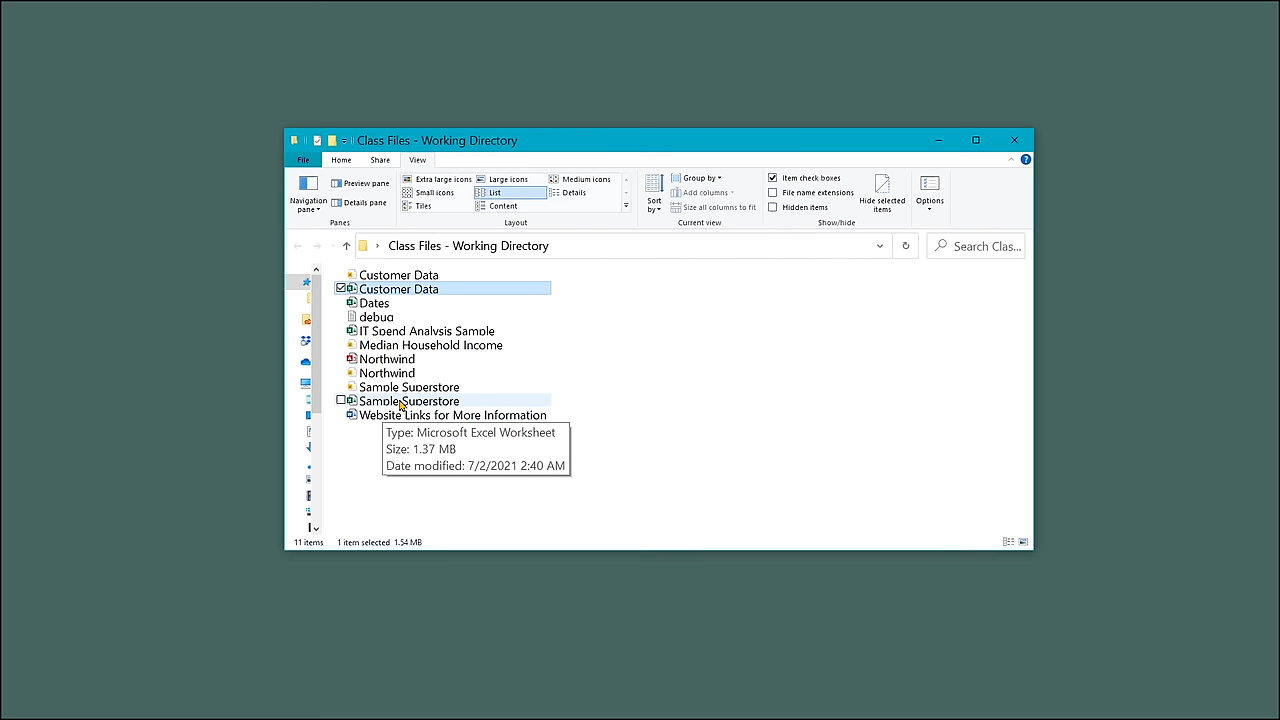 Class Files - Working Directory
File Home Share View
Extra large icons Large icons Medium icons
Group by Item check boxes
Preview pane
Small icons List Details
Add columns File name extensions
Navigation pane Details pane
Sort by
Hide selected items
Options
Tiles Content
Size all columns to fit Hidden items
Panes Layout Current view Show/hide
Class Files - Working Directory
Search Clas...
Customer Data
Customer Data
Dates
debug
IT Spend Analysis Sample
Median Household Income
Northwind
Northwind
Sample Superstore
Sample Superstore
Website Links for More Information
Type: Microsoft Excel Worksheet
Size: 1.37 MB
Date modified: 7/2/2021 2:40 AM
11 items 1 item selected 1.54 MB